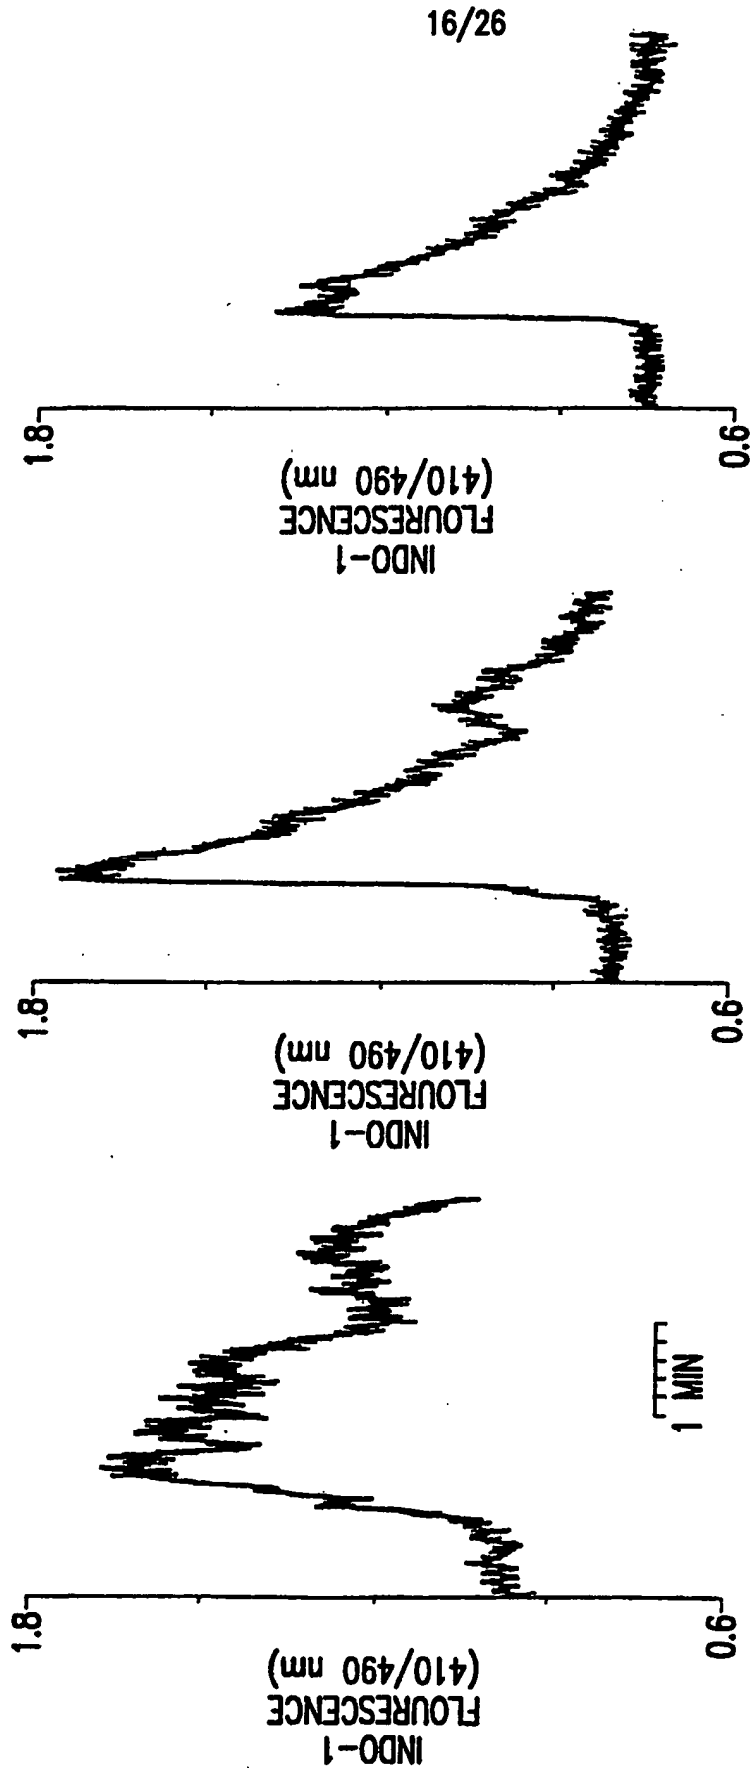 16/26
1.8
INDO-1
FLOURESCENCE
(410/490 nm)
0.6
1.8
INDO-1
FLOURESCENCE
(410/490 nm)
0.6
1.8
INDO-1
FLOURESCENCE
(410/490 nm)
0.6
1 MIN